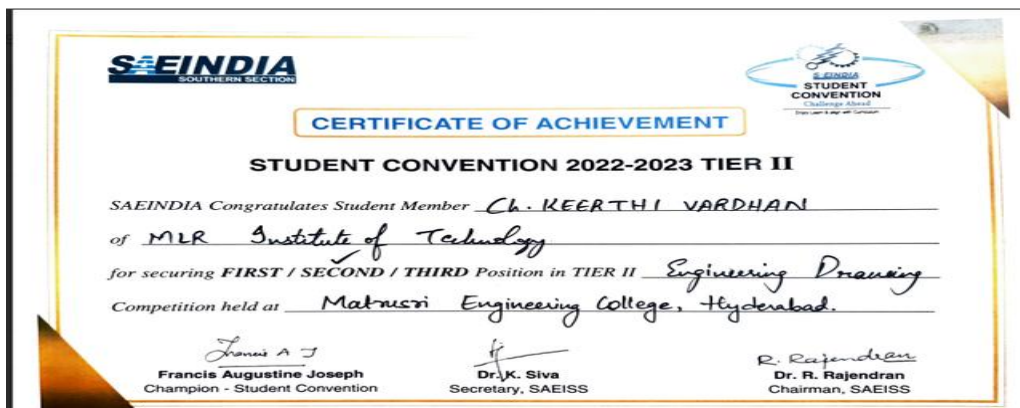 SAEINDIA
SOUTHERN SECTION
SAEINDIA
STUDENT
CONVENTION
Challenge Ahead
CERTIFICATE OF ACHIEVEMENT
STUDENT CONVENTION 2022-2023 TIER II
SAEINDIA Congratulates Student Member Ch. KEERTHI VARDHAN
of MLR Institute of Technology
for securing FIRST / SECOND / THIRD Position in TIER II Engineering Drawing
Competition held at Matrusri Engineering College, Hyderabad.
Francis A J
R. Rajendran
Francis Augustine Joseph
Dr. K. Siva
Dr. R. Rajendran
Champion - Student Convention
Secretary, SAEISS
Chairman, SAEISS